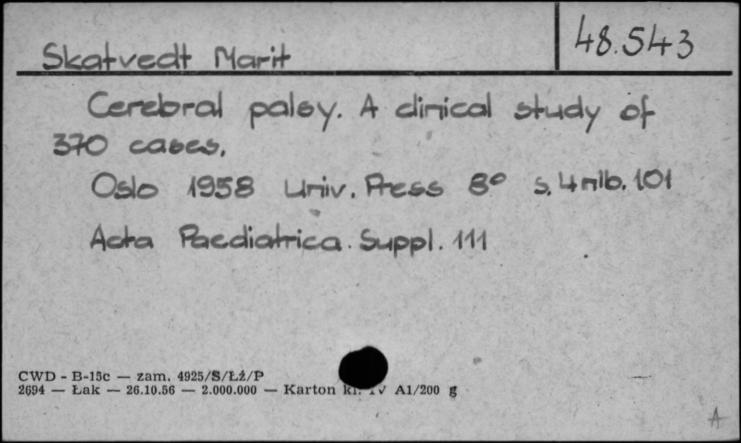 Skatvedt Marit
48.543
Cerebral palsy. A clinical study of
370 cases.
Oslo 1958 Univ. Press 8° s. 4 nlb. 101
Acta Paediatrica. Suppl. 111
CWD - B-15c — zam. 4925/S/Łż/P
2694 — Łak — 26.10.56 — 2.000.000 — Karton kl. IV A1/200 g
A